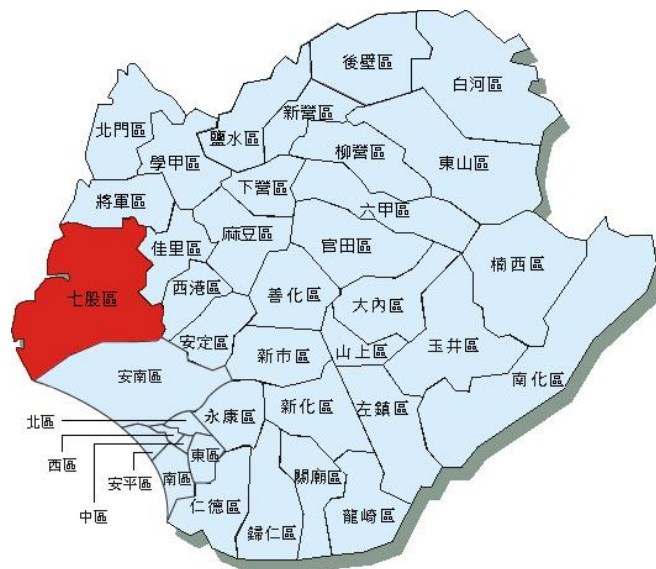 後壁區
白河區
新營區
北門區
鹽水區
柳營區
學甲區
東山區
下營區
將軍區
六甲區
麻豆區
官田區
佳里區
楠西區
西港區
善化區
大內區
七股區
安定區
玉井區
新市區
山上區
安南區
南化區
北區
永康區
新化區
左鎮區
西區
東區
安平區
南區
關廟區
中區
仁德區
龍崎區
歸仁區